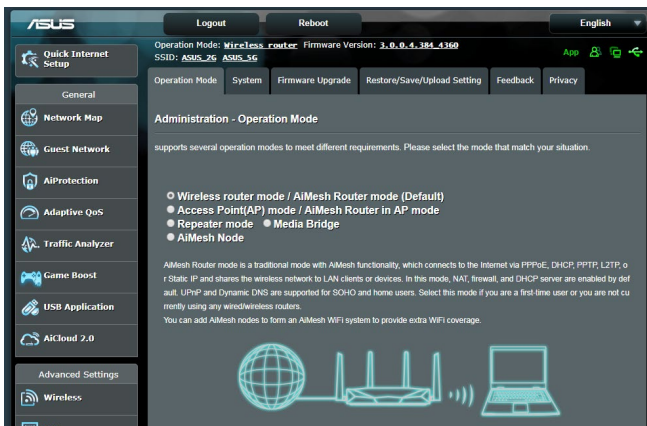 ASUS
Logout
Reboot
English
Quick Internet
Setup
General
Network Map
Guest Network
AiProtection
Adaptive QoS
Traffic Analyzer
Game Boost
USB Application
AiCloud 2.0
Advanced Settings
Wireless
Operation Mode: Wireless router Firmware Version: 3.0.0.4.384_4360
SSID: ASUS_2G ASUS_5G
App
Operation Mode System Firmware Upgrade Restore/Save/Upload Setting Feedback Privacy
Administration - Operation Mode
supports several operation modes to meet different requirements. Please select the mode that match your situation.
Wireless router mode / AiMesh Router mode (Default)
Access Point(AP) mode / AiMesh Router in AP mode
Repeater mode Media Bridge
AiMesh Node
AiMesh Router mode is a traditional mode with AiMesh functionality, which connects to the Internet via PPPoE, DHCP, PPTP, L2TP, o
r Static IP and shares the wireless network to LAN clients or devices. In this mode, NAT, firewall, and DHCP server are enabled by def
ault. UPnP and Dynamic DNS are supported for SOHO and home users. Select this mode if you are a first-time user or you are not cu
rrently using any wired/wireless routers.
You can add AiMesh nodes to form an AiMesh WiFi system to provide extra WiFi coverage.